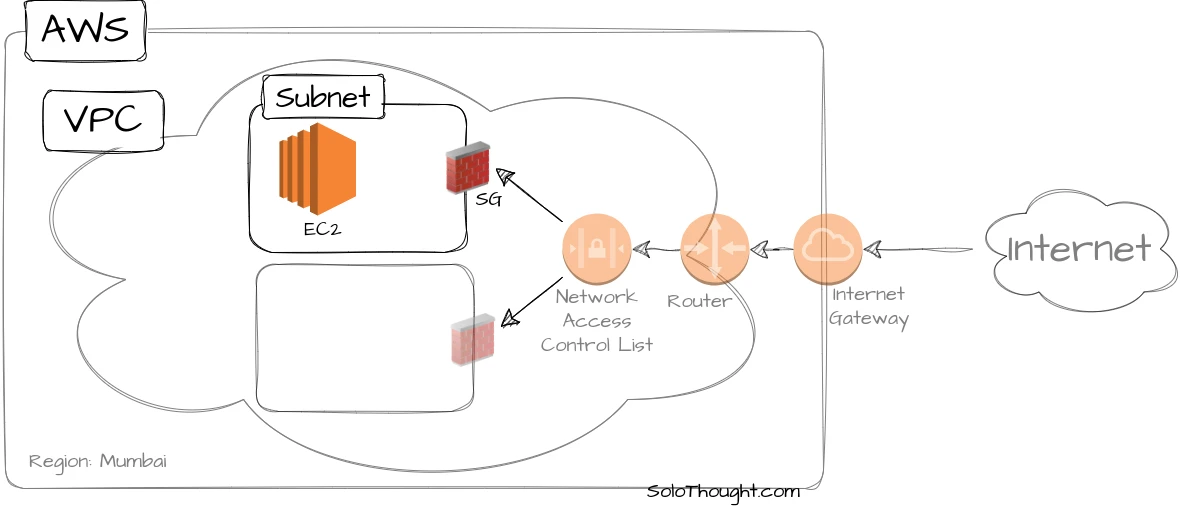 AWS
VPC
Subnet
EC2
SG
Network
Access
Control List
Router
Internet
Gateway
Internet
Region: Mumbai
SoloThought.com